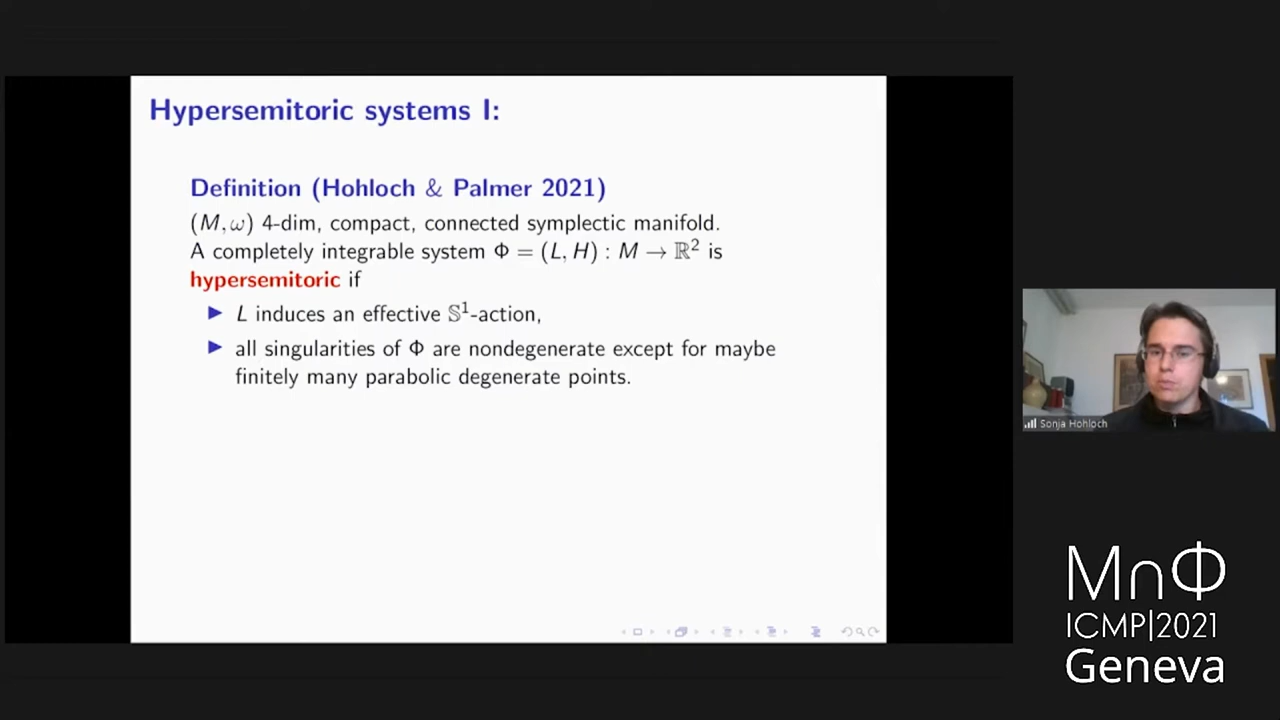 Hypersemitoric systems I:
Definition (Hohloch & Palmer 2021)
(M, ω) 4-dim, compact, connected symplectic manifold.
A completely integrable system Φ = (L, H) : M → ℝ² is
hypersemitoric if
▶ L induces an effective 𝕊¹-action,
▶ all singularities of Φ are nondegenerate except for maybe
finitely many parabolic degenerate points.
Sonja Hohloch
M∩Φ
ICMP|2021
Geneva